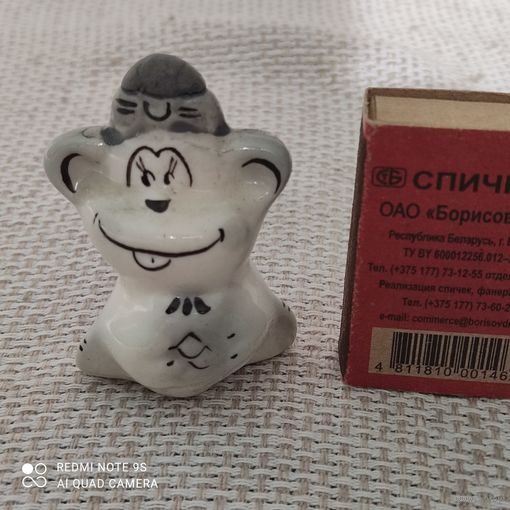 СПИЧ
ОАО «Борисов
Республика Беларусь, г.
ТУ BY 600012256.012-
Тел. (+375 177) 73-12-55 отдел
Реализация спичек, фанеры
Тел. (+375 177) 73-60-2
e-mail: commerce@borisovd
4 811810 00146
REDMI NOTE 9S
AI QUAD CAMERA